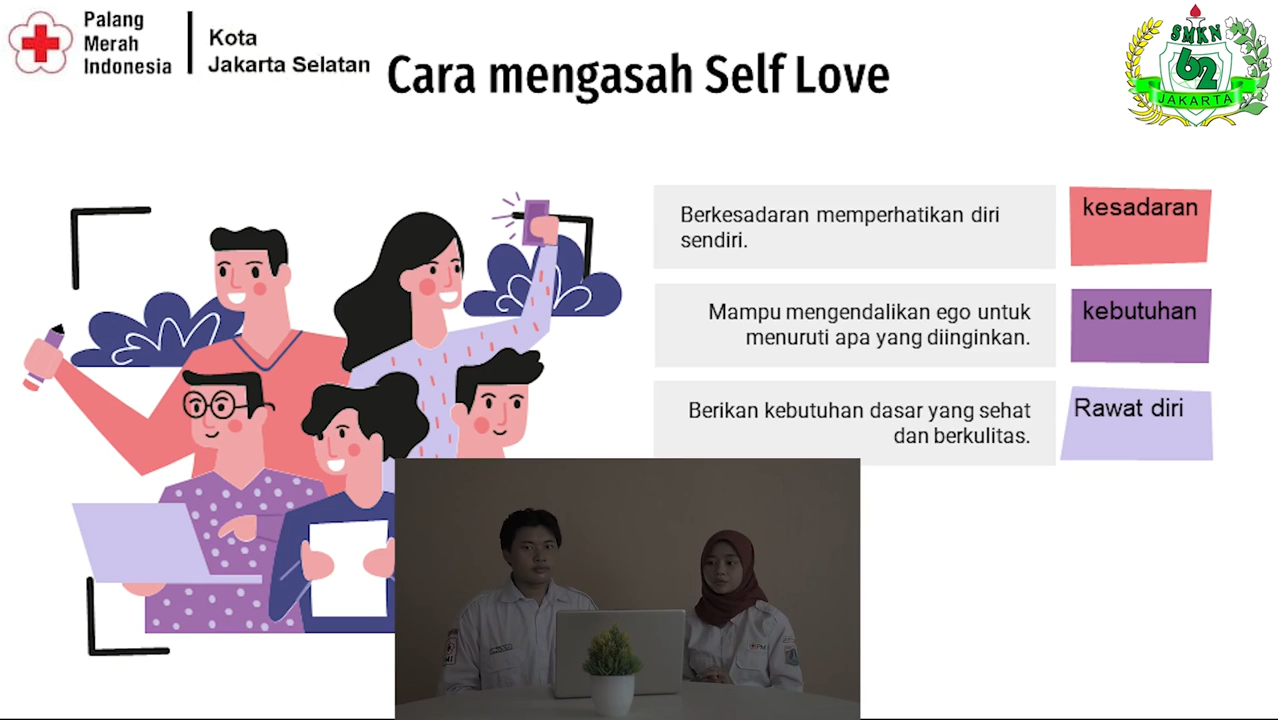 Palang
Merah
Indonesia
Kota
Jakarta Selatan
Cara mengasah Self Love
SMKN
62
JAKARTA
Berkesadaran memperhatikan diri
sendiri.
kesadaran
Mampu mengendalikan ego untuk
menuruti apa yang diinginkan.
kebutuhan
Berikan kebutuhan dasar yang sehat
dan berkulitas.
Rawat diri
PMI